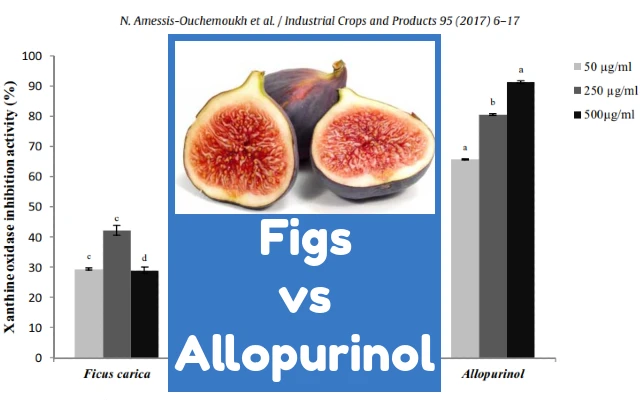 N. Amessis-Ouchemoukh et al. / Industrial Crops and Products 95 (2017) 6–17
Xanthine oxidase inhibition activity (%)
100
90
80
70
60
50
40
30
20
10
0
c
c
d
Ficus carica
Figs
vs
Allopurinol
a
b
a
Allopurinol
50 µg/ml
250 µg/ml
500µg/ml